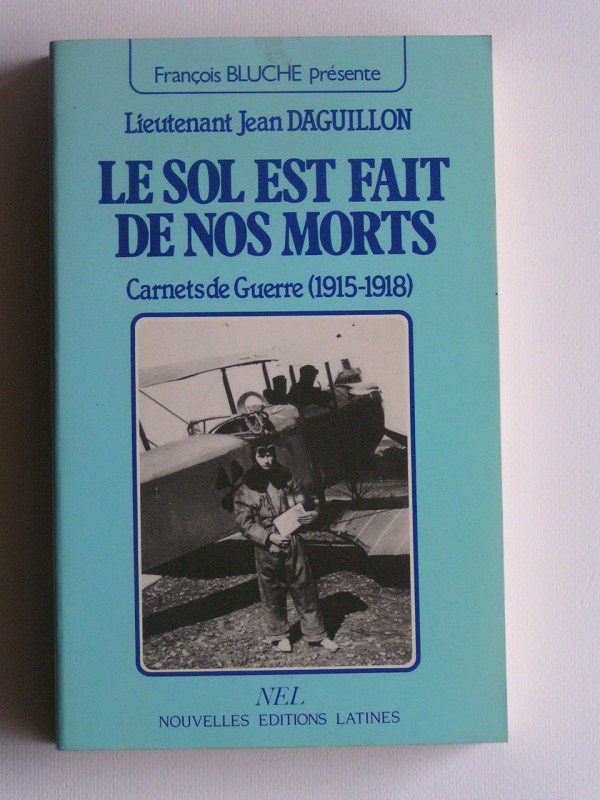 François BLUCHE présente
Lieutenant Jean DAGUILLON
LE SOL EST FAIT
DE NOS MORTS
Carnets de Guerre (1915-1918)
NEL
NOUVELLES EDITIONS LATINES